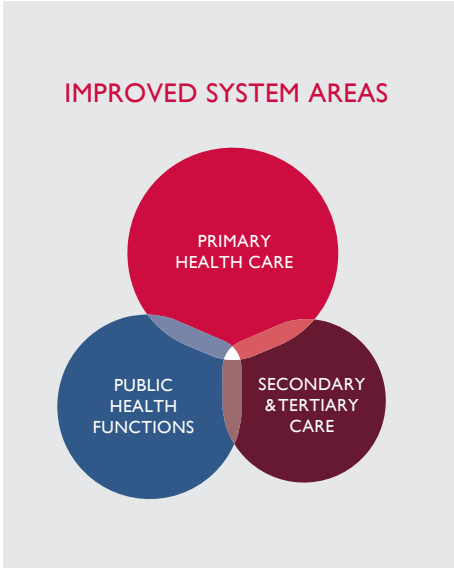 IMPROVED SYSTEM AREAS
PRIMARY
HEALTH CARE
PUBLIC
HEALTH
FUNCTIONS
SECONDARY
& TERTIARY
CARE